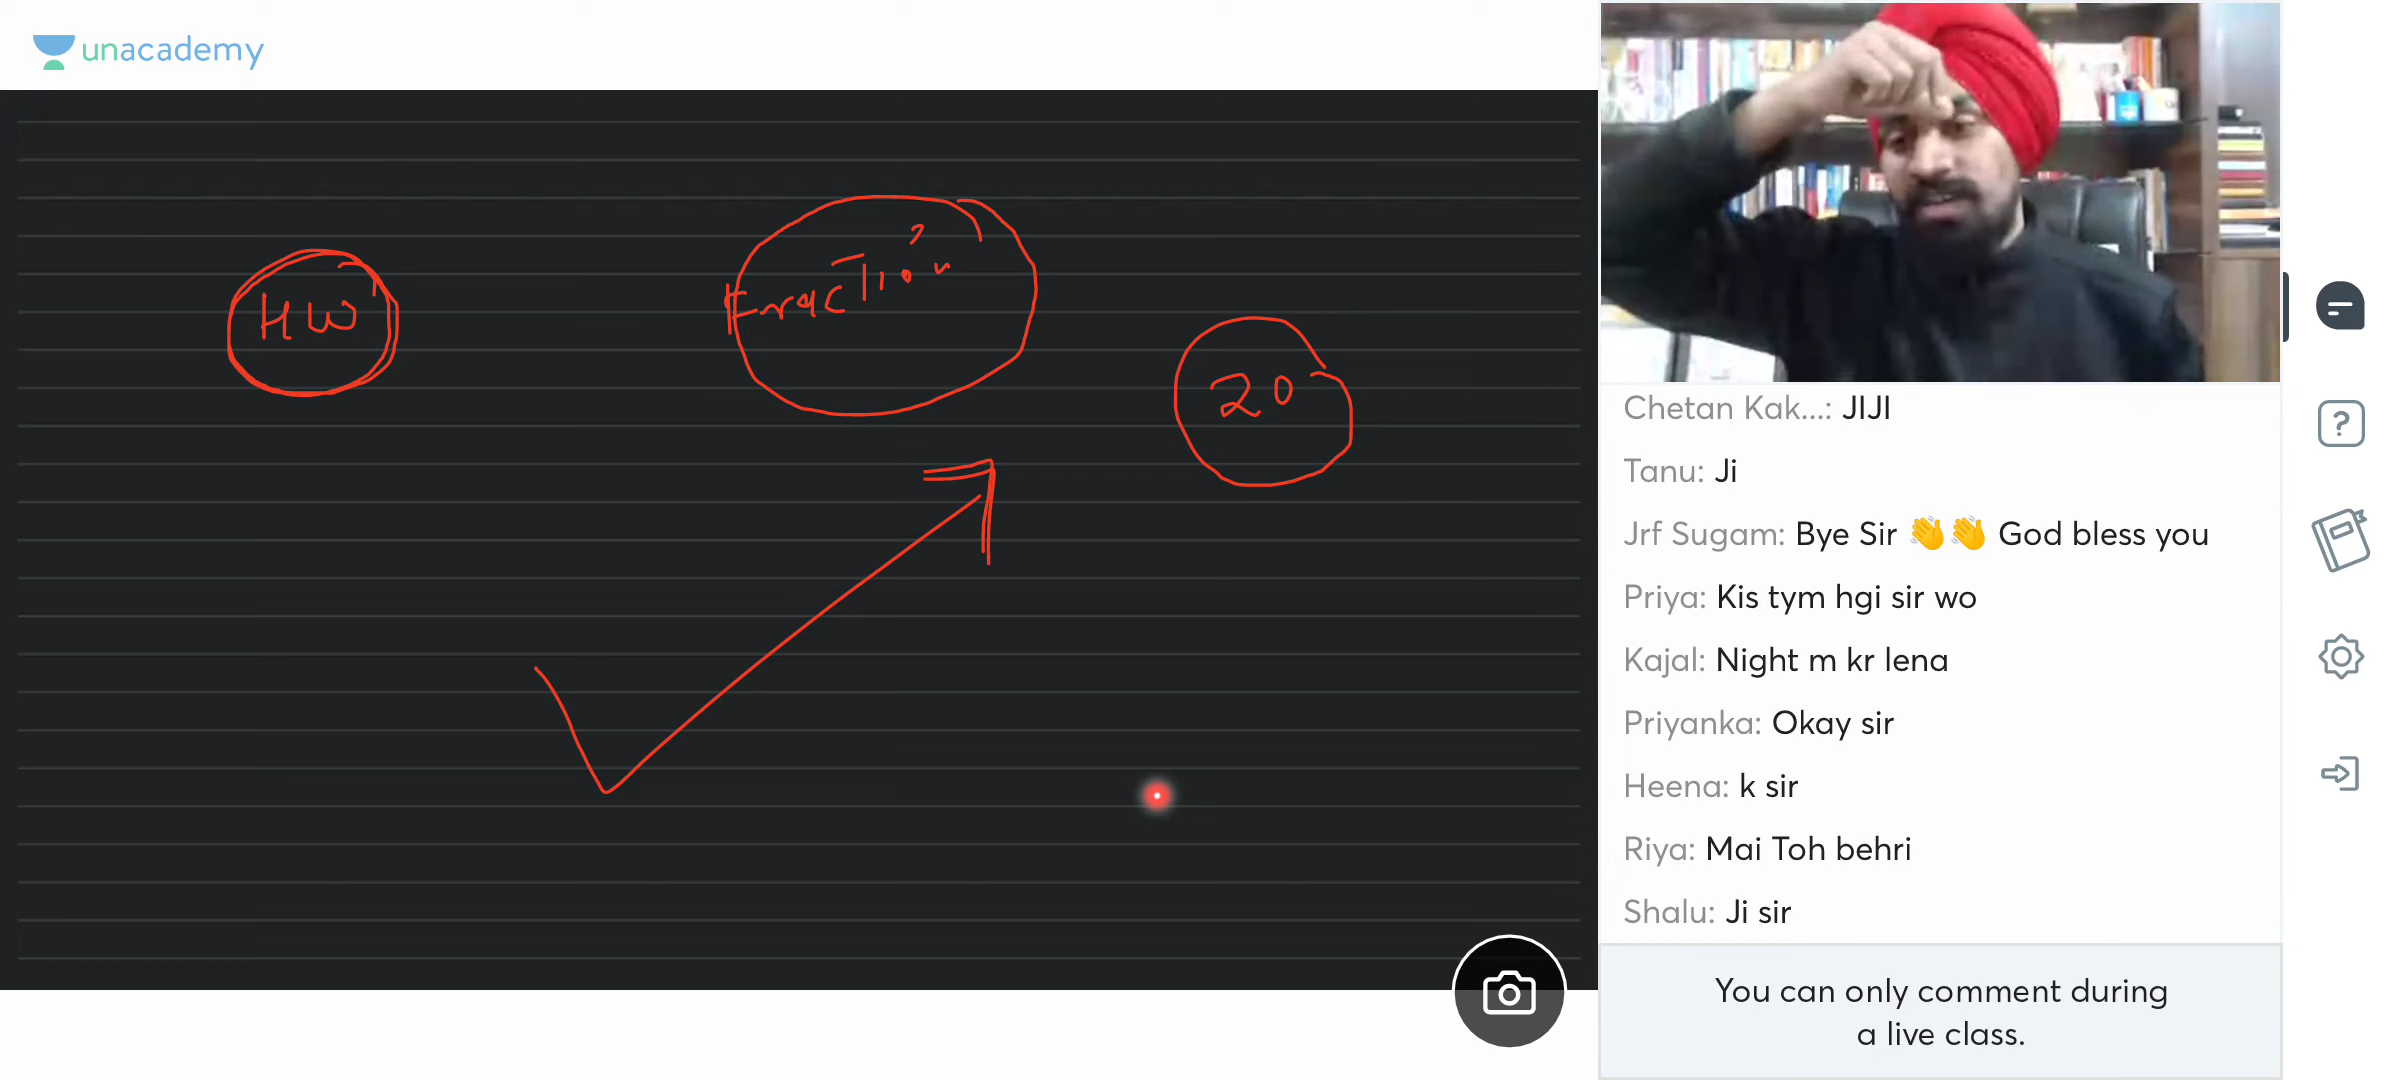 unacademy
HW
Fraction
20
Chetan Kak...: JIJI
Tanu: Ji
Jrf Sugam: Bye Sir 👋👋 God bless you
Priya: Kis tym hgi sir wo
Kajal: Night m kr lena
Priyanka: Okay sir
Heena: k sir
Riya: Mai Toh behri
Shalu: Ji sir
You can only comment during
a live class.